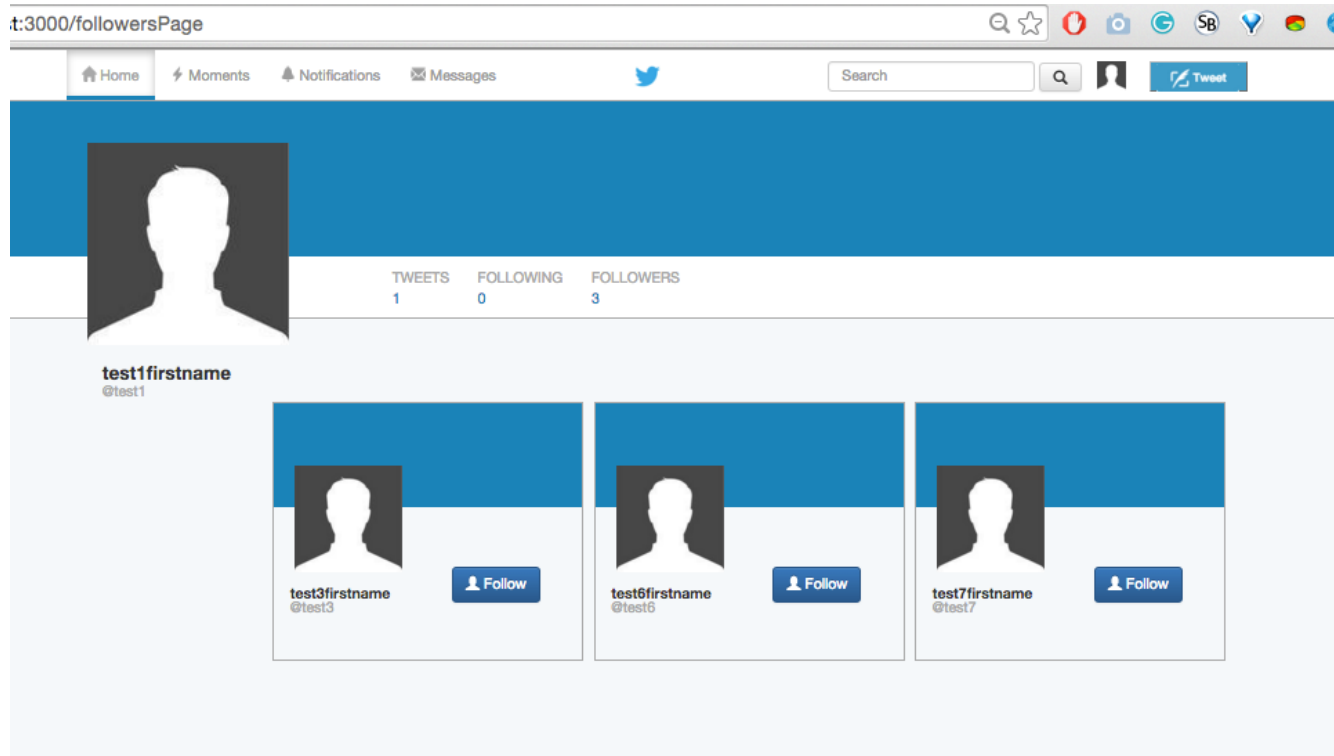 t:3000/followersPage
SB
Home Moments Notifications Messages Search Tweet
TWEETS FOLLOWING FOLLOWERS
1 0 3
test1firstname
@test1
Follow Follow Follow
test3firstname test6firstname test7firstname
@test3 @test6 @test7